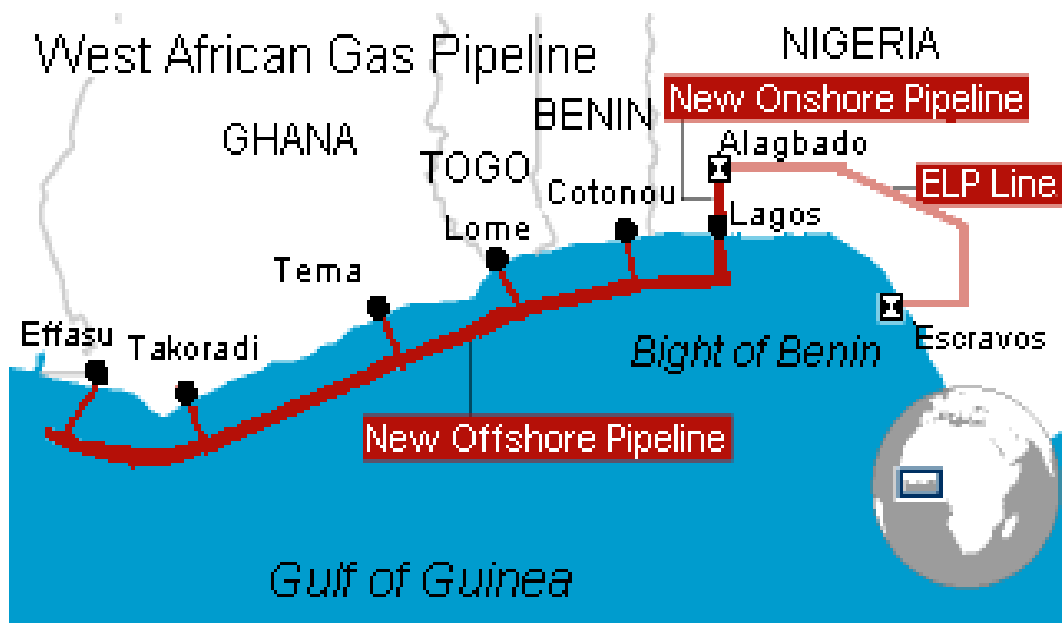 West African Gas Pipeline
NIGERIA
New Onshore Pipeline
BENIN
GHANA
Alagbado
TOGO
ELP Line
Cotonou
Lagos
Lome
Tema
Effasu
Takoradi
Bight of Benin
Escravos
New Offshore Pipeline
Gulf of Guinea